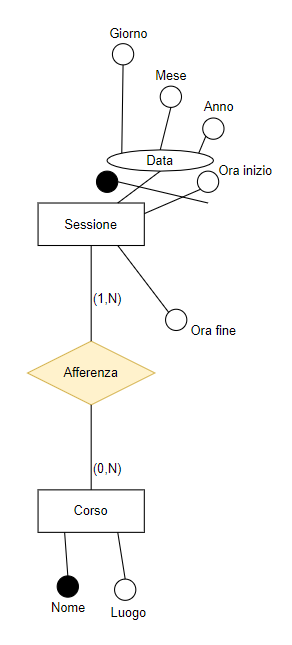 Giorno
Mese
Anno
Data
Ora inizio
Sessione
(1,N)
Ora fine
Afferenza
(0,N)
Corso
Nome
Luogo